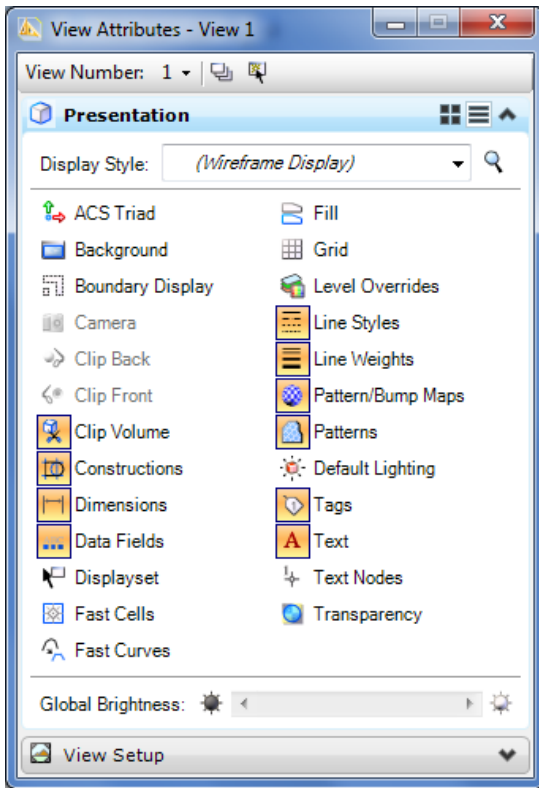 View Attributes - View 1
View Number: 1
Presentation
Display Style: (Wireframe Display)
ACS Triad Fill
Background Grid
Boundary Display Level Overrides
Camera Line Styles
Clip Back Line Weights
Clip Front Pattern/Bump Maps
Clip Volume Patterns
Constructions Default Lighting
Dimensions Tags
Data Fields A Text
Displayset Text Nodes
Fast Cells Transparency
Fast Curves
Global Brightness:
View Setup